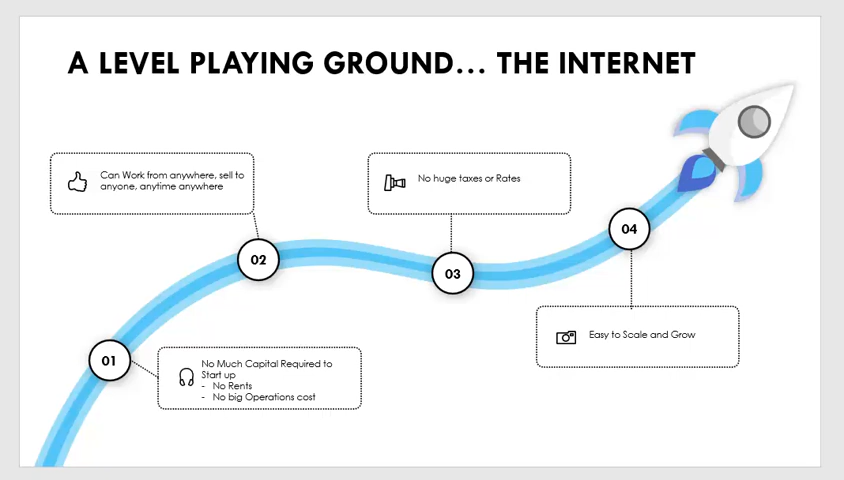 A LEVEL PLAYING GROUND... THE INTERNET
01
No Much Capital Required to
Start up
- No Rents
- No big Operations cost
02
Can Work from anywhere, sell to
anyone, anytime anywhere
03
No huge taxes or Rates
04
Easy to Scale and Grow